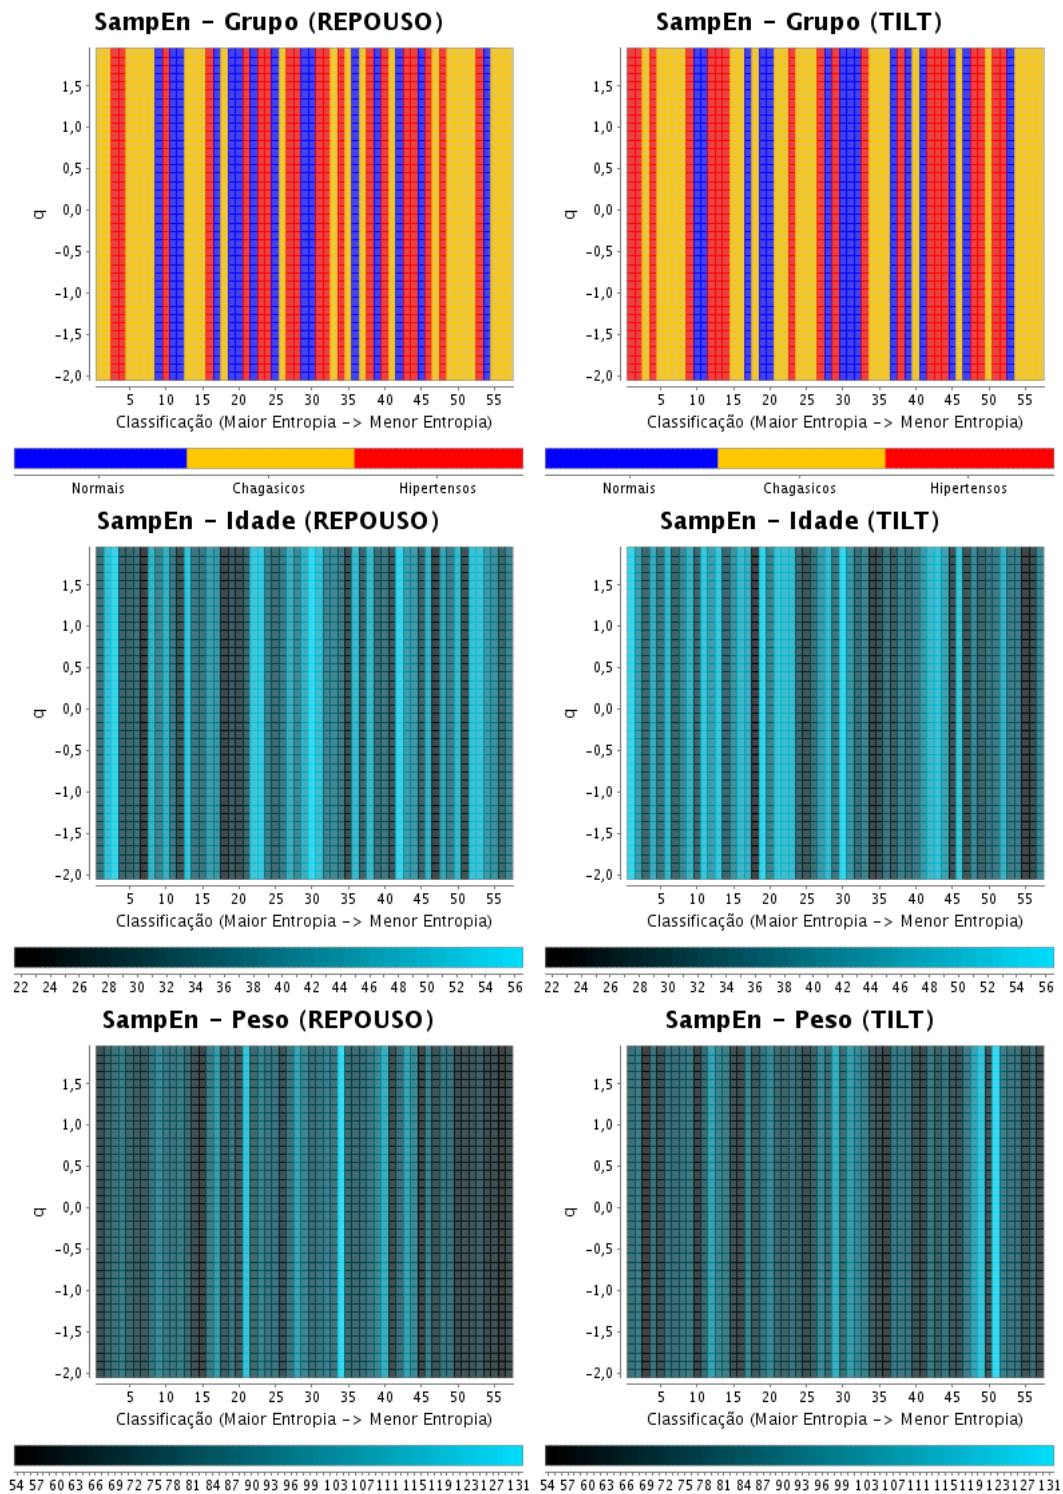 SampEn – Grupo (REPOUSO)
1,5
1,0
0,5
0,0
−0,5
−1,0
−1,5
−2,0
q
5 10 15 20 25 30 35 40 45 50 55
Classificação (Maior Entropia −> Menor Entropia)
Normais Chagasicos Hipertensos
SampEn – Grupo (TILT)
1,5
1,0
0,5
0,0
−0,5
−1,0
−1,5
−2,0
q
5 10 15 20 25 30 35 40 45 50 55
Classificação (Maior Entropia −> Menor Entropia)
Normais Chagasicos Hipertensos
SampEn – Idade (REPOUSO)
1,5
1,0
0,5
0,0
−0,5
−1,0
−1,5
−2,0
q
5 10 15 20 25 30 35 40 45 50 55
Classificação (Maior Entropia −> Menor Entropia)
22 24 26 28 30 32 34 36 38 40 42 44 46 48 50 52 54 56
SampEn – Idade (TILT)
1,5
1,0
0,5
0,0
−0,5
−1,0
−1,5
−2,0
q
5 10 15 20 25 30 35 40 45 50 55
Classificação (Maior Entropia −> Menor Entropia)
22 24 26 28 30 32 34 36 38 40 42 44 46 48 50 52 54 56
SampEn – Peso (REPOUSO)
1,5
1,0
0,5
0,0
−0,5
−1,0
−1,5
−2,0
q
5 10 15 20 25 30 35 40 45 50 55
Classificação (Maior Entropia −> Menor Entropia)
54 57 60 63 66 69 72 75 78 81 84 87 90 93 96 99 103 107 111 115 119 123 127 131
SampEn – Peso (TILT)
1,5
1,0
0,5
0,0
−0,5
−1,0
−1,5
−2,0
q
5 10 15 20 25 30 35 40 45 50 55
Classificação (Maior Entropia −> Menor Entropia)
54 57 60 63 66 69 72 75 78 81 84 87 90 93 96 99 103 107 111 115 119 123 127 131